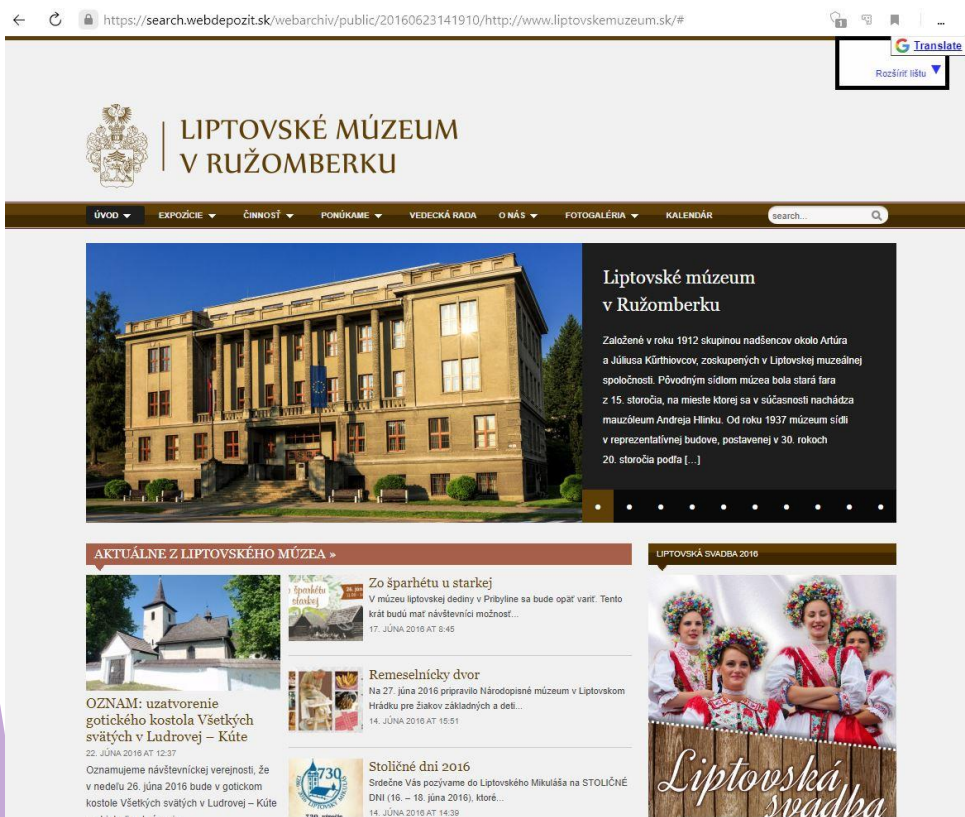 https://search.webdepozit.sk/webarchiv/public/20160623141910/http://www.liptovskemuzeum.sk/#
1
...
Translate
Rozšíriť lištu
LIPTOVSKÉ MÚZEUM
V RUŽOMBERKU
ÚVOD
EXPOZÍCIE
ČINNOSŤ
PONÚKAME
VEDECKÁ RADA
O NÁS
FOTOGALÉRIA
KALENDÁR
search...
Liptovské múzeum
v Ružomberku
Založené v roku 1912 skupinou nadšencov okolo Artúra
a Júliusa Kürthiovcov, zoskupených v Liptovskej muzeálnej
spoločnosti. Pôvodným sídlom múzea bola stará fara
z 15. storočia, na mieste ktorej sa v súčasnosti nachádza
mauzóleum Andreja Hlinku. Od roku 1937 múzeum sídli
v reprezentatívnej budove, postavenej v 30. rokoch
20. storočia podľa [...]
AKTUÁLNE Z LIPTOVSKÉHO MÚZEA »
OZNAM: uzatvorenie
gotického kostola Všetkých
svätých v Ludrovej – Kúte
22. JÚNA 2016 AT 12:37
Oznamujeme návštevníckej verejnosti, že
v nedeľu 26. júna 2016 bude v gotickom
kostole Všetkých svätých v Ludrovej – Kúte
Zo šparhétu u starkej
V múzeu liptovskej dediny v Pribyline sa bude opäť variť. Tento
krát budú mať návštevníci možnosť...
17. JÚNA 2016 AT 8:45
Remeselnícky dvor
Na 27. júna 2016 pripravilo Národopisné múzeum v Liptovskom
Hrádku pre žiakov základných a deti...
14. JÚNA 2016 AT 15:51
730
Stoličné dni 2016
Srdečne Vás pozývame do Liptovského Mikuláša na STOLIČNÉ
DNI (16. – 18. júna 2016), ktoré...
14. JÚNA 2016 AT 14:39
LIPTOVSKÁ SVADBA 2016
Liptovská
svadba